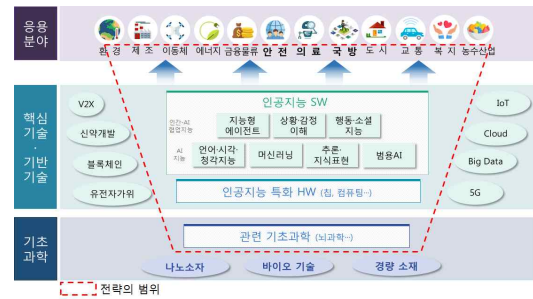 응용
분야
환 경 제 조 이동체 에너지 금융물류 안 전 의 료 국 방 도 시 교 통 복 지 농수산업
핵심
기술
·
기반
기술
V2X
신약개발
블록체인
유전자가위
인공지능 SW
인간-AI
협업지능
지능형
에이전트
상황·감정
이해
행동·소셜
지능
AI
지능
언어·시각·
청각지능
머신러닝
추론·
지식표현
범용AI
인공지능 특화 HW (칩, 컴퓨팅…)
IoT
Cloud
Big Data
5G
기초
과학
관련 기초과학 (뇌과학…)
나노소자
바이오 기술
경량 소재
전략의 범위